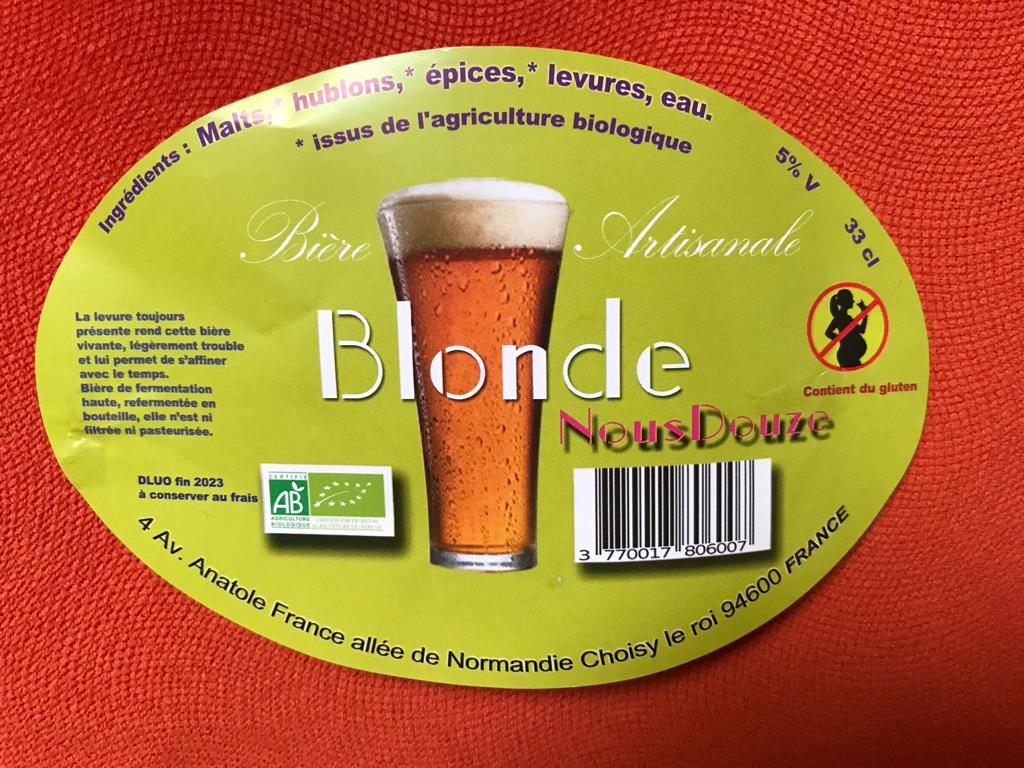 Ingrédients : Malts,* hublons,* épices,* levures, eau.
* issus de l'agriculture biologique
5% V
33 cl
Bière Artisanale
Blonde
NousDouze
La levure toujours
présente rend cette bière
vivante, légèrement trouble
et lui permet de s'affiner
avec le temps.
Bière de fermentation
haute, refermentée en
bouteille, elle n'est ni
filtrée ni pasteurisée.
Contient du gluten
DLUO fin 2023
à conserver au frais
CERTIFIÉ
AB
AGRICULTURE
BIOLOGIQUE
3 770017 806007
4 Av. Anatole France allée de Normandie Choisy le roi 94600 FRANCE